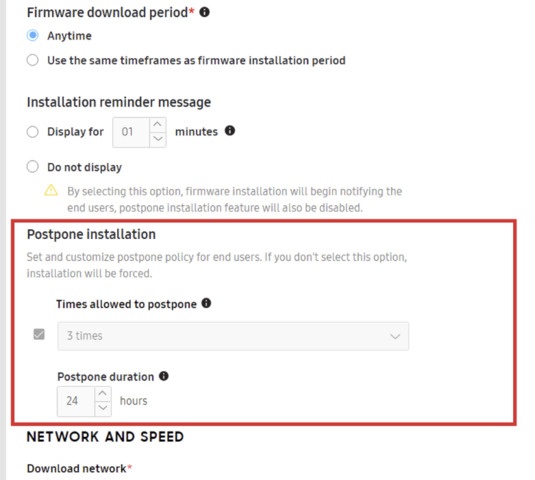 Firmware download period*
Anytime
Use the same timeframes as firmware installation period
Installation reminder message
Display for 01 minutes
Do not display
By selecting this option, firmware installation will begin notifying the
end users, postpone installation feature will also be disabled.
Postpone installation
Set and customize postpone policy for end users. If you don't select this option,
installation will be forced.
Times allowed to postpone
3 times
Postpone duration
24 hours
NETWORK AND SPEED
Download network*